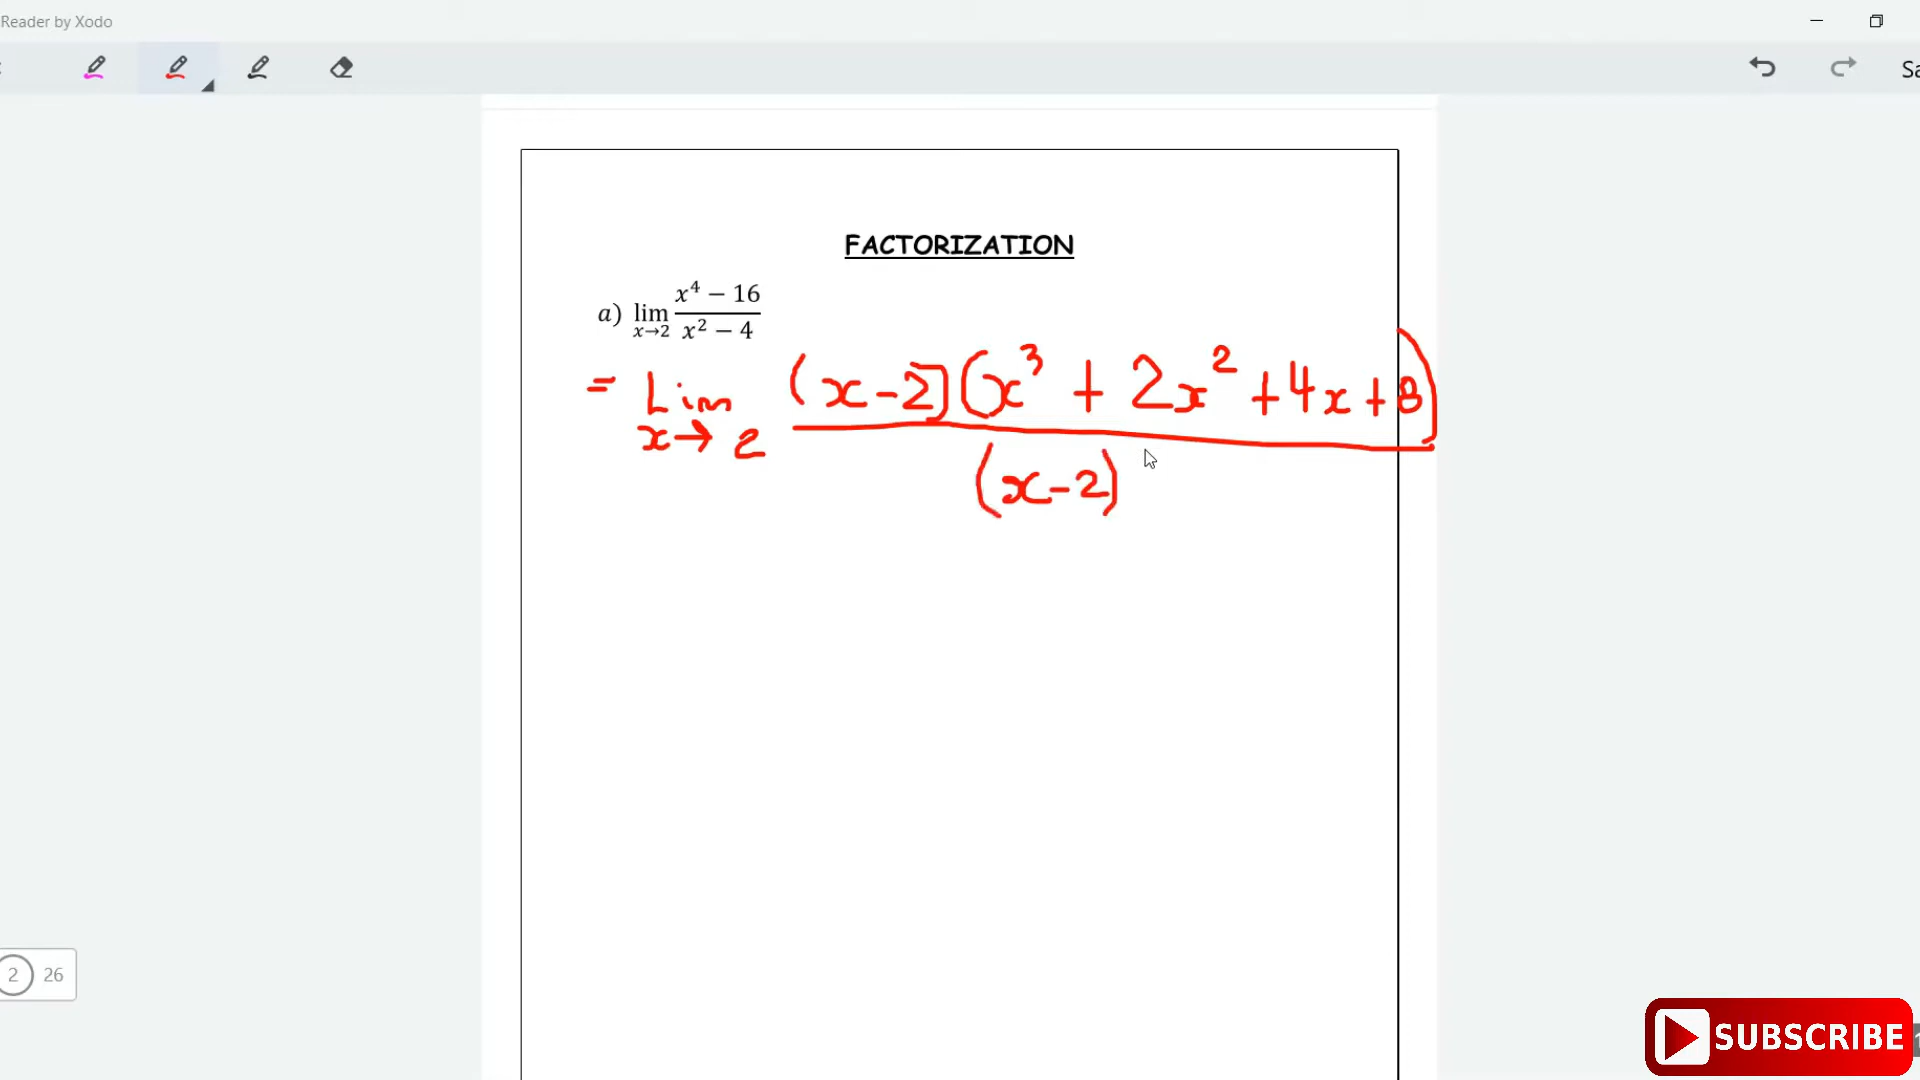 Reader by Xodo
Sa
FACTORIZATION
a) lim x→2 (x⁴ − 16)/(x² − 4)
= Lim x→2 (x-2)(x³ + 2x² + 4x + 8)
(x-2)
2 26
SUBSCRIBE